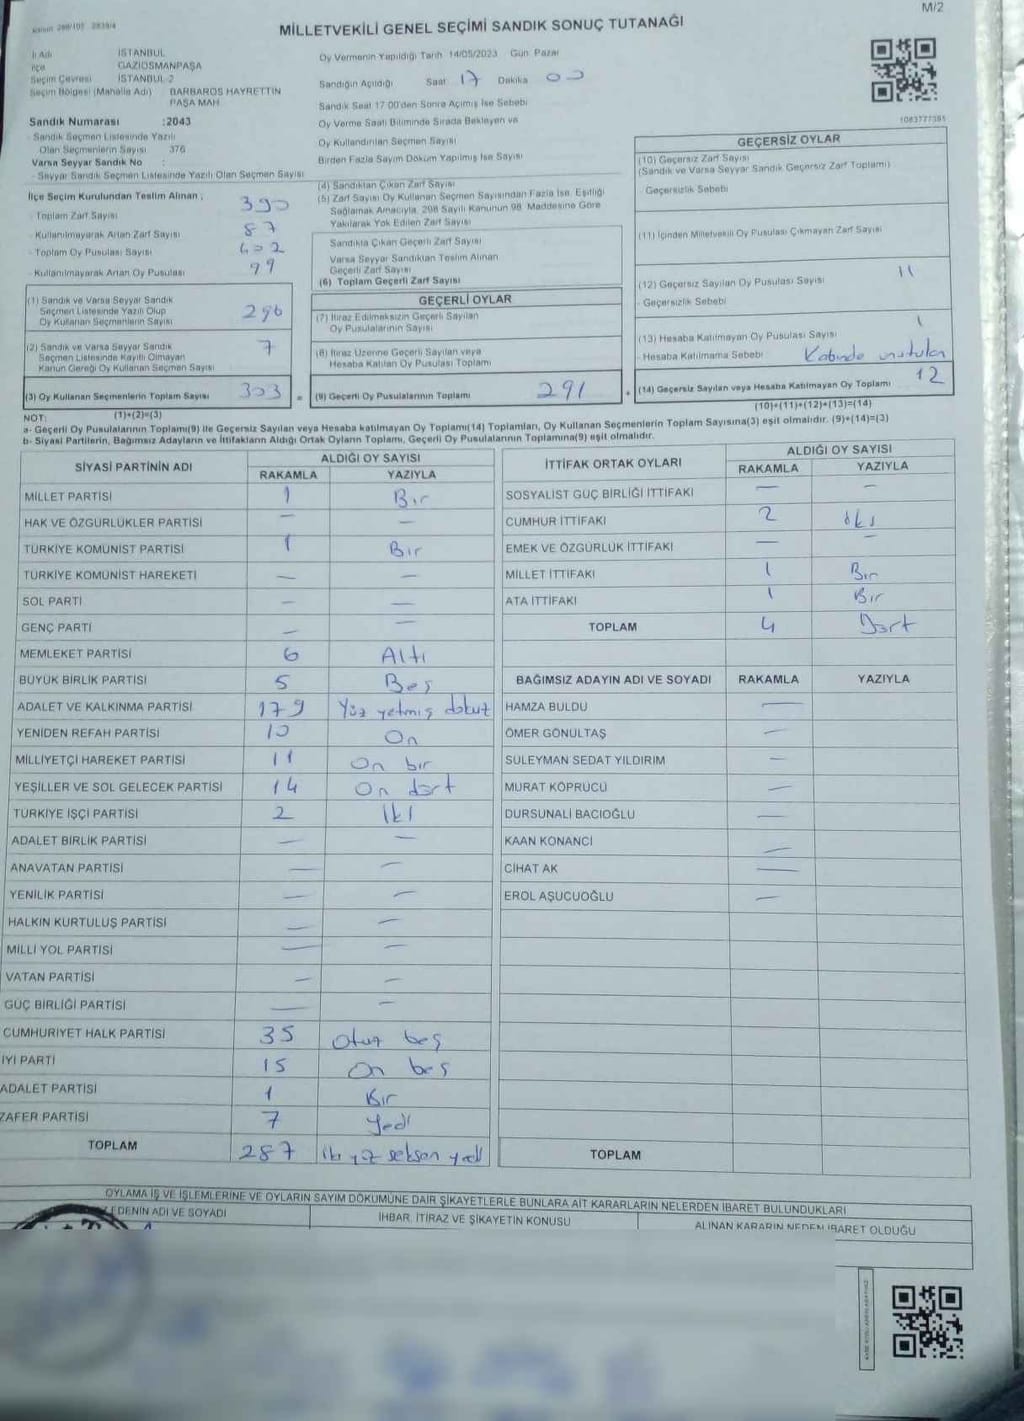 M/2
MİLLETVEKİLİ GENEL SEÇİMİ SANDIK SONUÇ TUTANAĞI
İl Adı İSTANBUL
İlçe GAZİOSMANPAŞA
Seçim Çevresi İSTANBUL 2
Seçim Bölgesi (Mahalle Adı) BARBAROS HAYRETTİN PAŞA MAH.
Sandık Numarası :2043
Sandık Seçmen Listesinde Yazılı
Olan Seçmenlerin Sayısı 376
Varsa Seyyar Sandık No :
Seyyar Sandık Seçmen Listesinde Yazılı Olan Seçmen Sayısı
Oy Vermenin Yapıldığı Tarih 14/05/2023 Gün Pazar
Sandığın Açıldığı Saat 17 Dakika 00
Sandık Saat 17:00'den Sonra Açılmış İse Sebebi
Oy Verme Saati Bitiminde Sırada Bekleyen ve
Oy Kullandırılan Seçmen Sayısı
Birden Fazla Sayım Döküm Yapılmış İse Sayısı
İlçe Seçim Kurulundan Teslim Alınan ;
- Toplam Zarf Sayısı 390
- Kullanılmayarak Artan Zarf Sayısı 87
- Toplam Oy Pusulası Sayısı 402
- Kullanılmayarak Artan Oy Pusulası 99
(1) Sandık ve Varsa Seyyar Sandık
Seçmen Listesinde Yazılı Olup
Oy Kullanan Seçmenlerin Sayısı 296
(2) Sandık ve Varsa Seyyar Sandık
Seçmen Listesinde Kayıtlı Olmayan
Kanun Gereği Oy Kullanan Seçmen Sayısı 7
(3) Oy Kullanan Seçmenlerin Toplam Sayısı 303 =
(1)+(2)=(3)
(4) Sandıktan Çıkan Zarf Sayısı
(5) Zarf Sayısı Oy Kullanan Seçmen Sayısından Fazla İse, Eşitliği
Sağlamak Amacıyla, 298 Sayılı Kanunun 98. Maddesine Göre
Yakılarak Yok Edilen Zarf Sayısı
Sandıkta Çıkan Geçerli Zarf Sayısı
Varsa Seyyar Sandıktan Teslim Alınan
Geçerli Zarf Sayısı
(6) Toplam Geçerli Zarf Sayısı
GEÇERLİ OYLAR
(7) İtiraz Edilmeksizin Geçerli Sayılan
Oy Pusulalarının Sayısı
(8) İtiraz Üzerine Geçerli Sayılan veya
Hesaba Katılan Oy Pusulası Toplamı
(9) Geçerli Oy Pusulalarının Toplamı 291 +
1083777385
GEÇERSİZ OYLAR
(10) Geçersiz Zarf Sayısı
(Sandık ve Varsa Seyyar Sandık Geçersiz Zarf Toplamı)
- Geçersizlik Sebebi
(11) İçinden Milletvekili Oy Pusulası Çıkmayan Zarf Sayısı
(12) Geçersiz Sayılan Oy Pusulası Sayısı 11
- Geçersizlik Sebebi
(13) Hesaba Katılmayan Oy Pusulası Sayısı 1
- Hesaba Katılmama Sebebi Kabinde unutulan
(14) Geçersiz Sayılan veya Hesaba Katılmayan Oy Toplamı 12
(10)+(11)+(12)+(13)=(14)
NOT:
a- Geçerli Oy Pusulalarının Toplamı(9) ile Geçersiz Sayılan veya Hesaba Katılmayan Oy Toplamı(14) Toplamları, Oy Kullanan Seçmenlerin Toplam Sayısına(3) eşit olmalıdır. (9)+(14)=(3)
b- Siyasi Partilerin, Bağımsız Adayların ve İttifakların Aldığı Ortak Oyların Toplamı, Geçerli Oy Pusulalarının Toplamına(9) eşit olmalıdır.
SİYASİ PARTİNİN ADI ALDIĞI OY SAYISI
RAKAMLA YAZIYLA
MİLLET PARTİSİ 1 Bir
HAK VE ÖZGÜRLÜKLER PARTİSİ — —
TÜRKİYE KOMÜNİST PARTİSİ 1 Bir
TÜRKİYE KOMÜNİST HAREKETİ — —
SOL PARTİ — —
GENÇ PARTİ — —
MEMLEKET PARTİSİ 6 Altı
BÜYÜK BİRLİK PARTİSİ 5 Beş
ADALET VE KALKINMA PARTİSİ 179 Yüz yetmiş dokuz
YENİDEN REFAH PARTİSİ 10 On
MİLLİYETÇİ HAREKET PARTİSİ 11 On bir
YEŞİLLER VE SOL GELECEK PARTİSİ 14 On dört
TÜRKİYE İŞÇİ PARTİSİ 2 İki
ADALET BİRLİK PARTİSİ — —
ANAVATAN PARTİSİ — —
YENİLİK PARTİSİ — —
HALKIN KURTULUŞ PARTİSİ — —
MİLLİ YOL PARTİSİ — —
VATAN PARTİSİ — —
GÜÇ BİRLİĞİ PARTİSİ — —
CUMHURİYET HALK PARTİSİ 35 Otuz beş
İYİ PARTİ 15 On beş
ADALET PARTİSİ 1 Bir
ZAFER PARTİSİ 7 Yedi
TOPLAM 287 iki yüz seksen yedi
İTTİFAK ORTAK OYLARI ALDIĞI OY SAYISI
RAKAMLA YAZIYLA
SOSYALİST GÜÇ BİRLİĞİ İTTİFAKI — —
CUMHUR İTTİFAKI 2 iki
EMEK VE ÖZGÜRLÜK İTTİFAKI — —
MİLLET İTTİFAKI 1 Bir
ATA İTTİFAKI 1 Bir
TOPLAM 4 Dört
BAĞIMSIZ ADAYIN ADI VE SOYADI RAKAMLA YAZIYLA
HAMZA BULDU —
ÖMER GÖNÜLTAŞ —
SÜLEYMAN SEDAT YILDIRIM —
MURAT KÖPRÜCÜ —
DURSUNALİ BACIOĞLU —
KAAN KONANCİ —
CİHAT AK —
EROL AŞUCUOĞLU —
TOPLAM
OYLAMA İŞ VE İŞLEMLERİNE VE OYLARIN SAYIM DÖKÜMÜNE DAİR ŞİKAYETLERLE BUNLARA AİT KARARLARIN NELERDEN İBARET BULUNDUKLARI
EDENİN ADI VE SOYADI İHBAR, İTİRAZ VE ŞİKAYETİN KONUSU ALINAN KARARIN NEDEN İBARET OLDUĞU